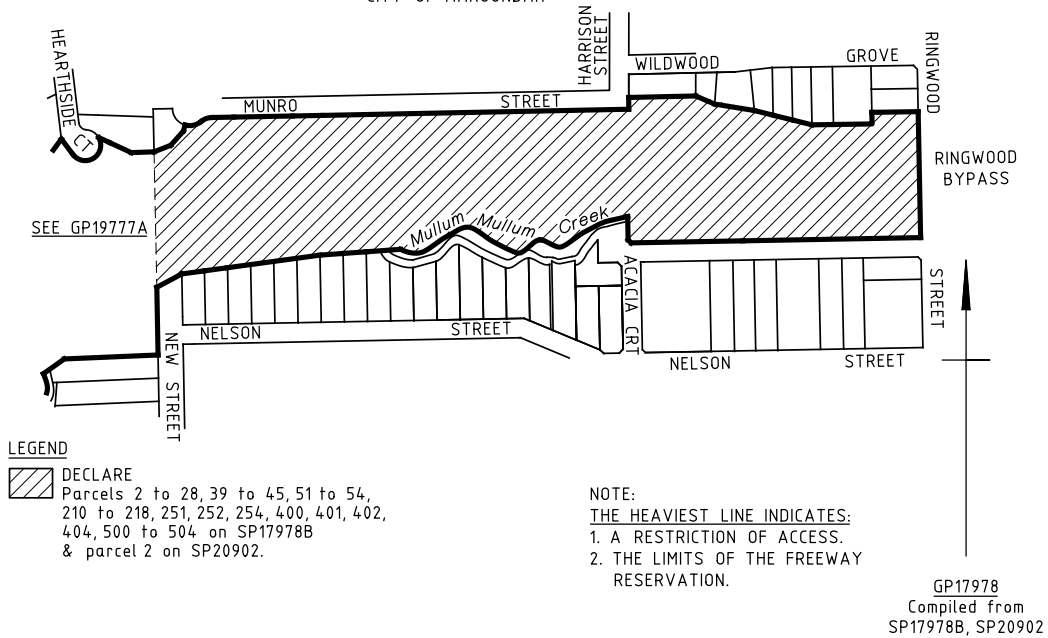 CITY OF MAROONDAH
HEARTHSIDE CT
MUNRO STREET
HARRISON
STREET
WILDWOOD GROVE
RINGWOOD
RINGWOOD
BYPASS
SEE GP19777A
Mullum Mullum Creek
ACACIA CRT
STREET
NELSON STREET
NEW STREET
NELSON STREET
LEGEND
DECLARE
Parcels 2 to 28, 39 to 45, 51 to 54,
210 to 218, 251, 252, 254, 400, 401, 402,
404, 500 to 504 on SP17978B
& parcel 2 on SP20902.
NOTE:
THE HEAVIEST LINE INDICATES:
1. A RESTRICTION OF ACCESS.
2. THE LIMITS OF THE FREEWAY
RESERVATION.
GP17978
Compiled from
SP17978B, SP20902